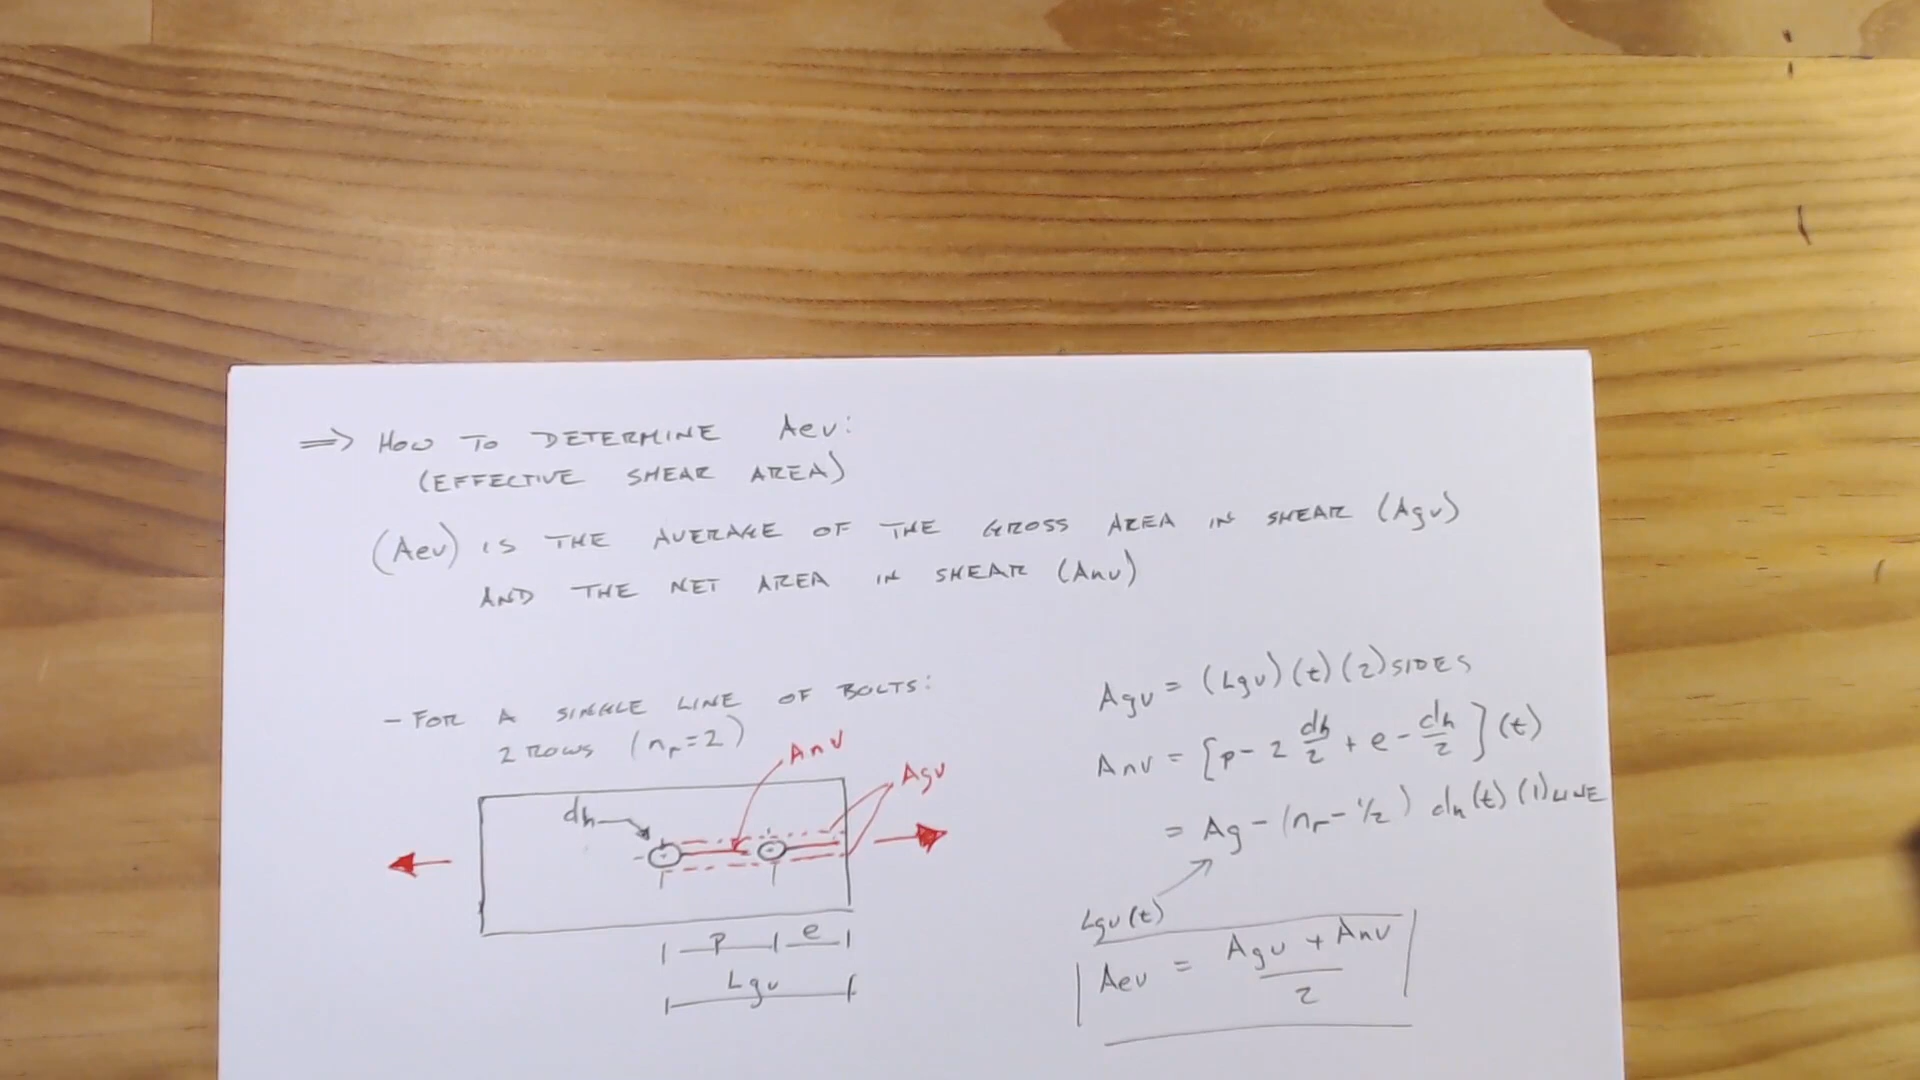 ⇒ HOW TO DETERMINE Aev:
(EFFECTIVE SHEAR AREA)
(Aev) IS THE AVERAGE OF THE GROSS AREA IN SHEAR (Agv)
AND THE NET AREA IN SHEAR (Anv)
- FOR A SINGLE LINE OF BOLTS:
2 ROWS (nr=2)
Anv
Agv
dh
p
e
Lgv
Agv = (Lgv)(t)(2)SIDES
Anv = [p - 2 dh/2 + e - dh/2](t)
= Ag - (nr - 1/2) dh(t)(1)LINE
Lgv(t)
Aev = Agv + Anv / 2